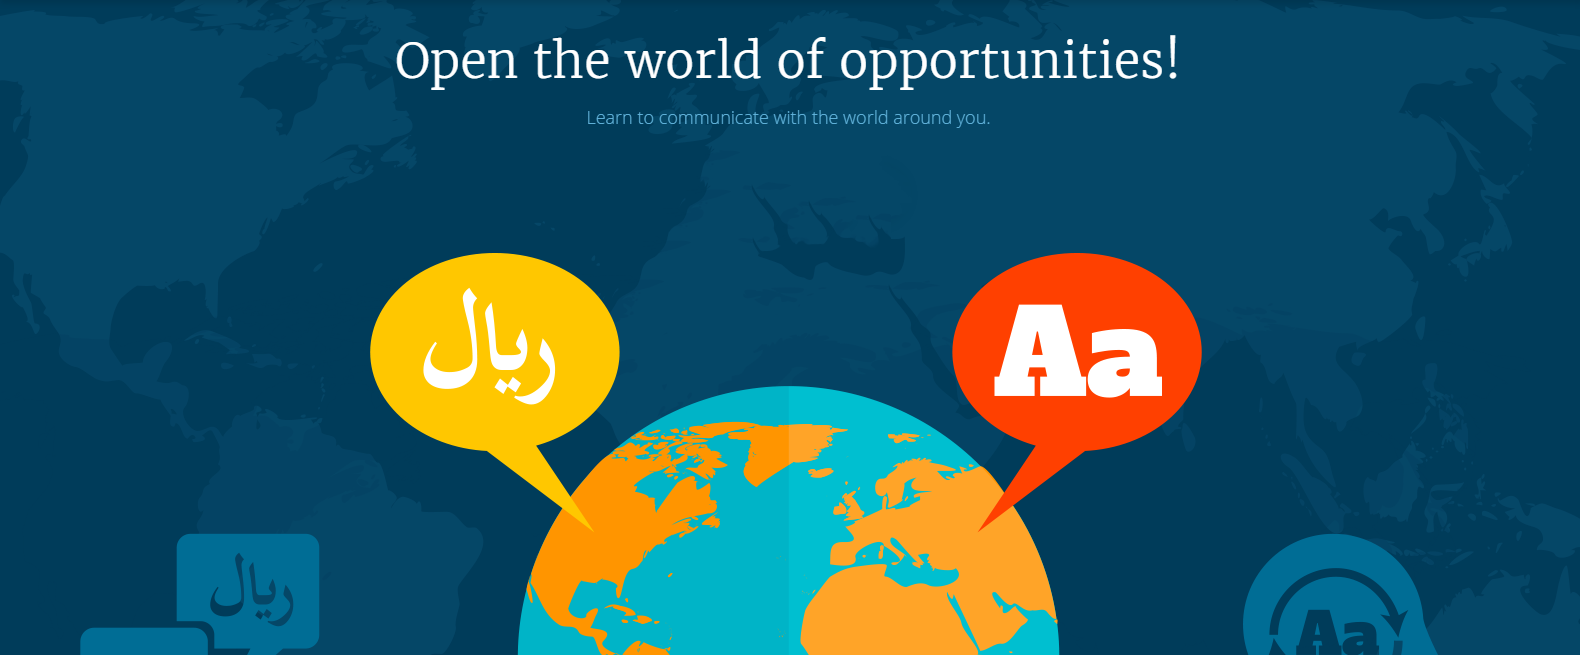 Open the world of opportunities!
Learn to communicate with the world around you.
ريال
Aa
ريال
Aa